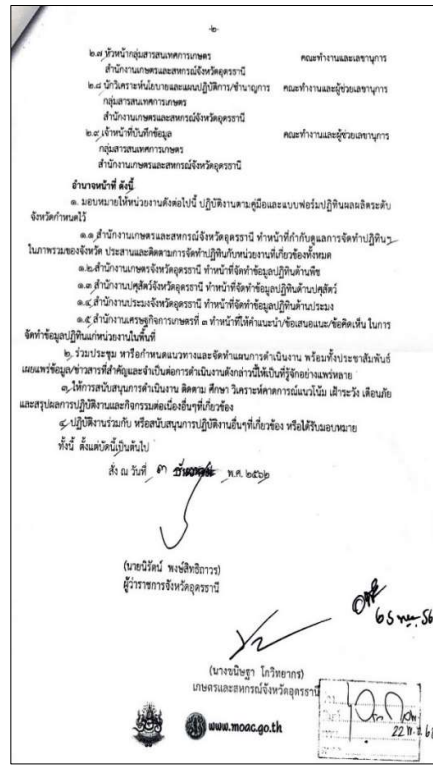 -๒-
๒.๗ หัวหน้ากลุ่มสารสนเทศการเกษตร คณะทำงานและเลขานุการ
สำนักงานเกษตรและสหกรณ์จังหวัดอุดรธานี
๒.๘ นักวิเคราะห์นโยบายและแผนปฏิบัติการ/ชำนาญการ คณะทำงานและผู้ช่วยเลขานุการ
กลุ่มสารสนเทศการเกษตร
สำนักงานเกษตรและสหกรณ์จังหวัดอุดรธานี
๒.๙ เจ้าหน้าที่บันทึกข้อมูล คณะทำงานและผู้ช่วยเลขานุการ
กลุ่มสารสนเทศการเกษตร
สำนักงานเกษตรและสหกรณ์จังหวัดอุดรธานี
อำนาจหน้าที่ ดังนี้
๑. มอบหมายให้หน่วยงานดังต่อไปนี้ ปฏิบัติงานตามคู่มือและแบบฟอร์มปฏิทินผลผลิตระดับ
จังหวัดกำหนดไว้
๑.๑ สำนักงานเกษตรและสหกรณ์จังหวัดอุดรธานี ทำหน้าที่กำกับดูแลการจัดทำปฏิทินฯ
ในภาพรวมของจังหวัด ประสานและติดตามการจัดทำปฏิทินกับหน่วยงานที่เกี่ยวข้องทั้งหมด
๑.๒ สำนักงานเกษตรจังหวัดอุดรธานี ทำหน้าที่จัดทำข้อมูลปฏิทินด้านพืช
๑.๓ สำนักงานปศุสัตว์จังหวัดอุดรธานี ทำหน้าที่จัดทำข้อมูลปฏิทินด้านปศุสัตว์
๑.๔ สำนักงานประมงจังหวัดอุดรธานี ทำหน้าที่จัดทำข้อมูลปฏิทินด้านประมง
๑.๕ สำนักงานเศรษฐกิจการเกษตรที่ ๓ ทำหน้าที่ให้คำแนะนำ/ข้อเสนอแนะ/ข้อคิดเห็น ในการ
จัดทำข้อมูลปฏิทินแก่หน่วยงานในพื้นที่
๒. ร่วมประชุม หารือกำหนดแนวทางและจัดทำแผนการดำเนินงาน พร้อมทั้งประชาสัมพันธ์
เผยแพร่ข้อมูล/ข่าวสารที่สำคัญและจำเป็นต่อการดำเนินงานดังกล่าวนี้ให้เป็นที่รู้จักอย่างแพร่หลาย
๓. ให้การสนับสนุนการดำเนินงาน ติดตาม ศึกษา วิเคราะห์คาดการณ์แนวโน้ม เฝ้าระวัง เตือนภัย
และสรุปผลการปฏิบัติงานและกิจกรรมต่อเนื่องอื่นๆที่เกี่ยวข้อง
๔. ปฏิบัติงานร่วมกับ หรือสนับสนุนการปฏิบัติงานอื่นๆที่เกี่ยวข้อง หรือได้รับมอบหมาย
ทั้งนี้ ตั้งแต่บัดนี้เป็นต้นไป
สั่ง ณ วันที่ ๓ พ.ศ. ๒๕๖๒
(นายนิรัตน์ พงษ์สิทธิถาวร)
ผู้ว่าราชการจังหวัดอุดรธานี
(นางขนิษฐา โกวิทยากร)
เกษตรและสหกรณ์จังหวัดอุดรธานี
www.moac.go.th